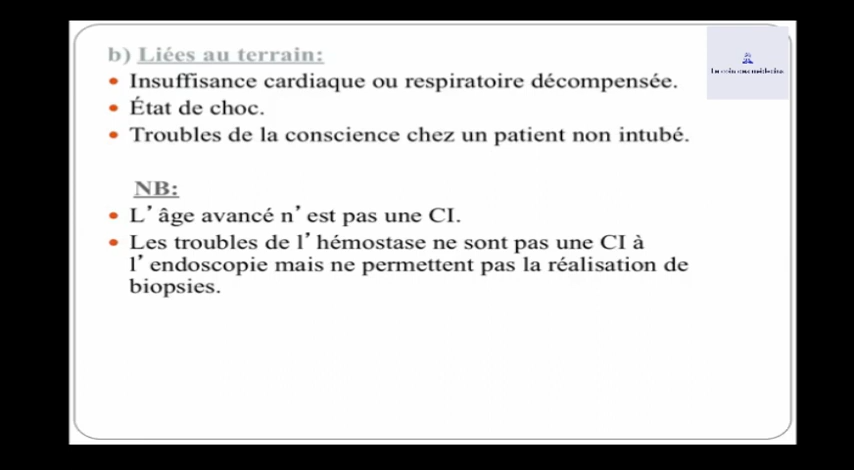 b) Liées au terrain:
• Insuffisance cardiaque ou respiratoire décompensée.
• État de choc.
• Troubles de la conscience chez un patient non intubé.
NB:
• L’ âge avancé n’ est pas une CI.
• Les troubles de l’ hémostase ne sont pas une CI à
l’ endoscopie mais ne permettent pas la réalisation de
biopsies.